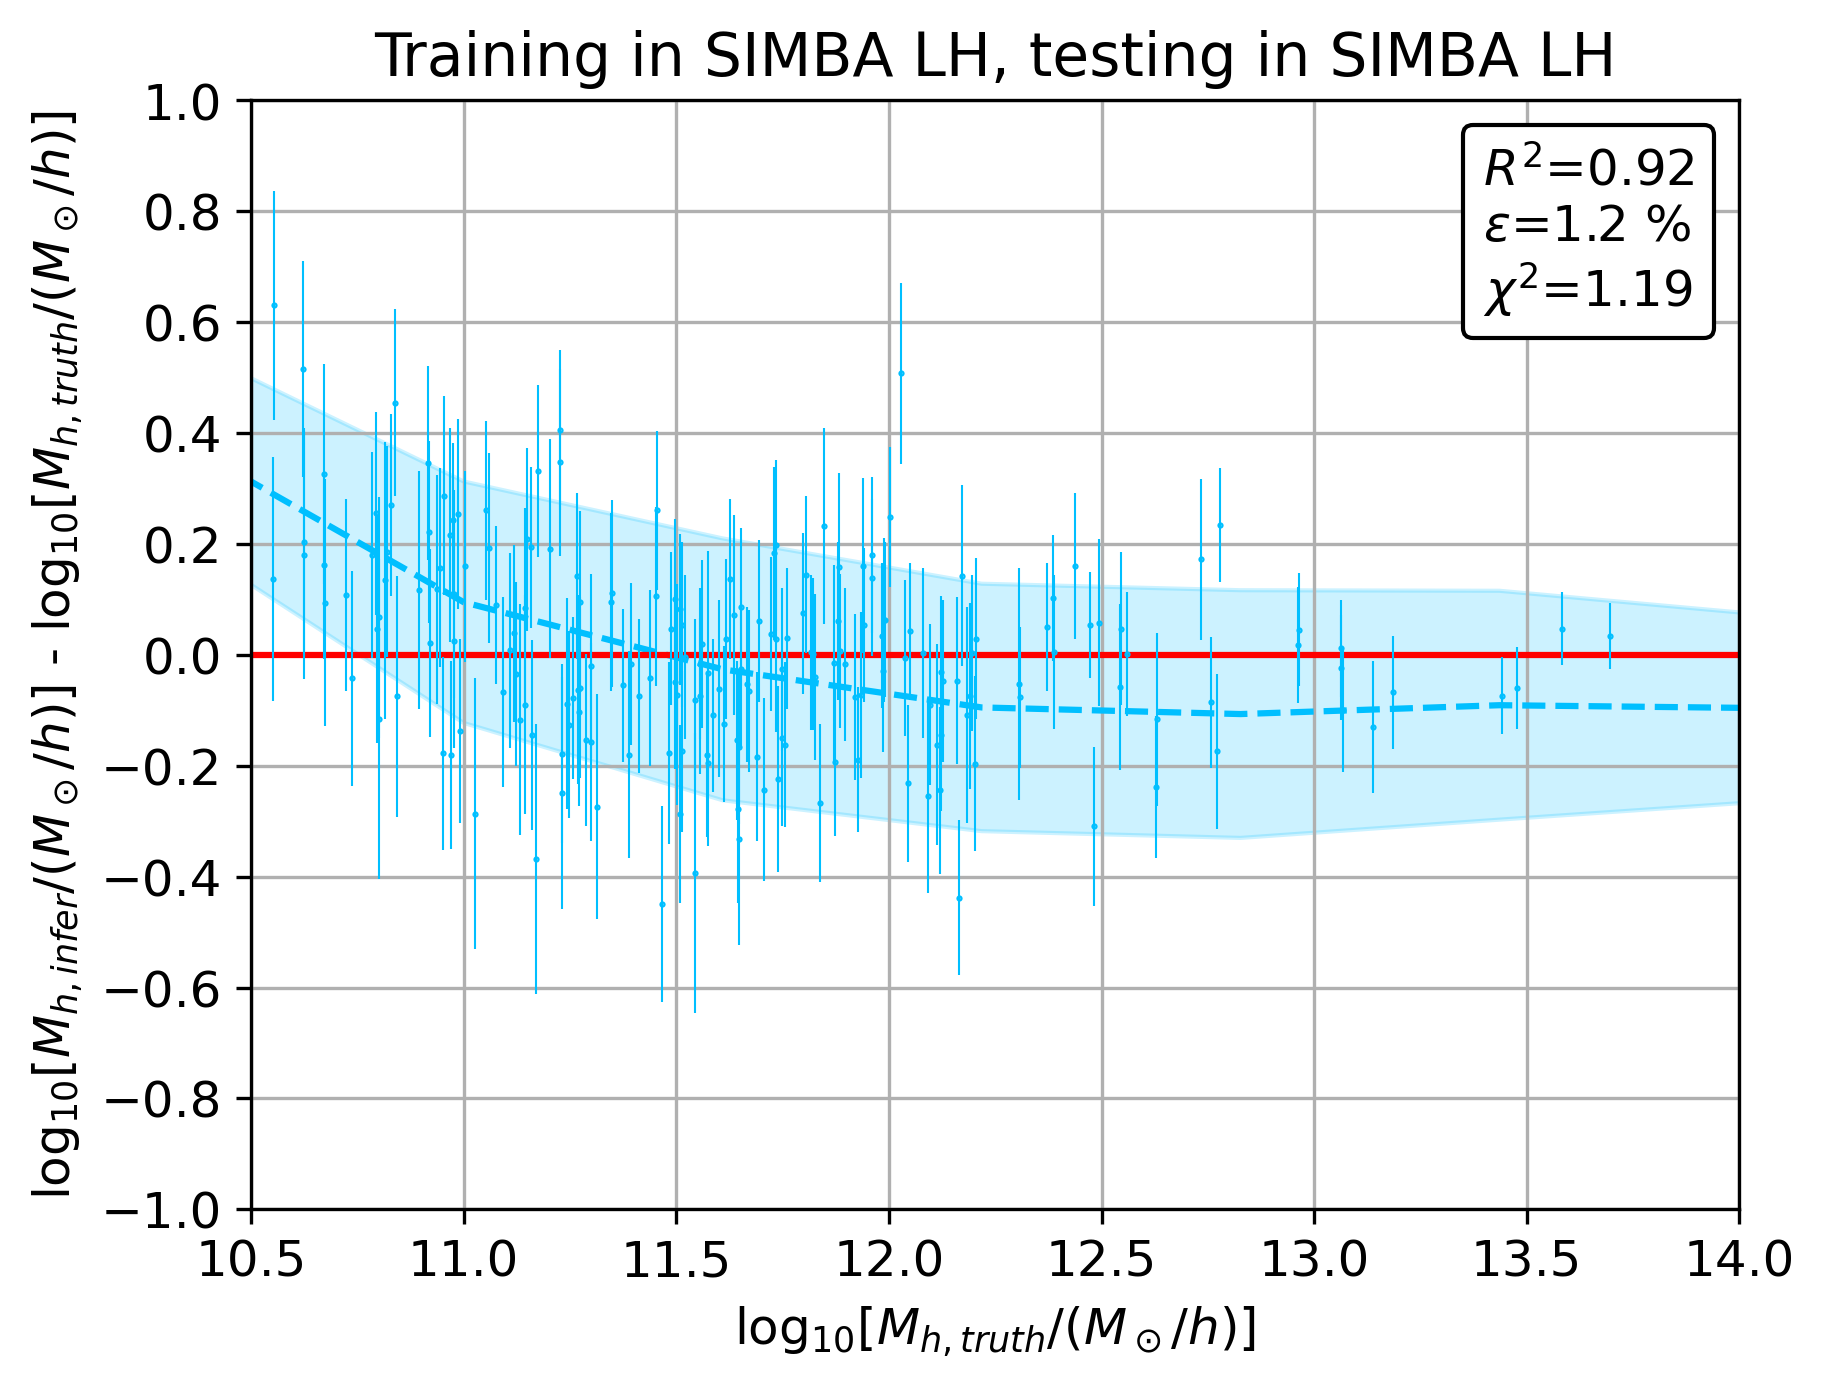 Training in SIMBA LH, testing in SIMBA LH
log₁₀[M_{h,infer}/(M_⊙/h)] - log₁₀[M_{h,truth}/(M_⊙/h)]
1.0
0.8
0.6
0.4
0.2
0.0
−0.2
−0.4
−0.6
−0.8
−1.0
R²=0.92
ε=1.2 %
χ²=1.19
10.5 11.0 11.5 12.0 12.5 13.0 13.5 14.0
log₁₀[M_{h,truth}/(M_⊙/h)]